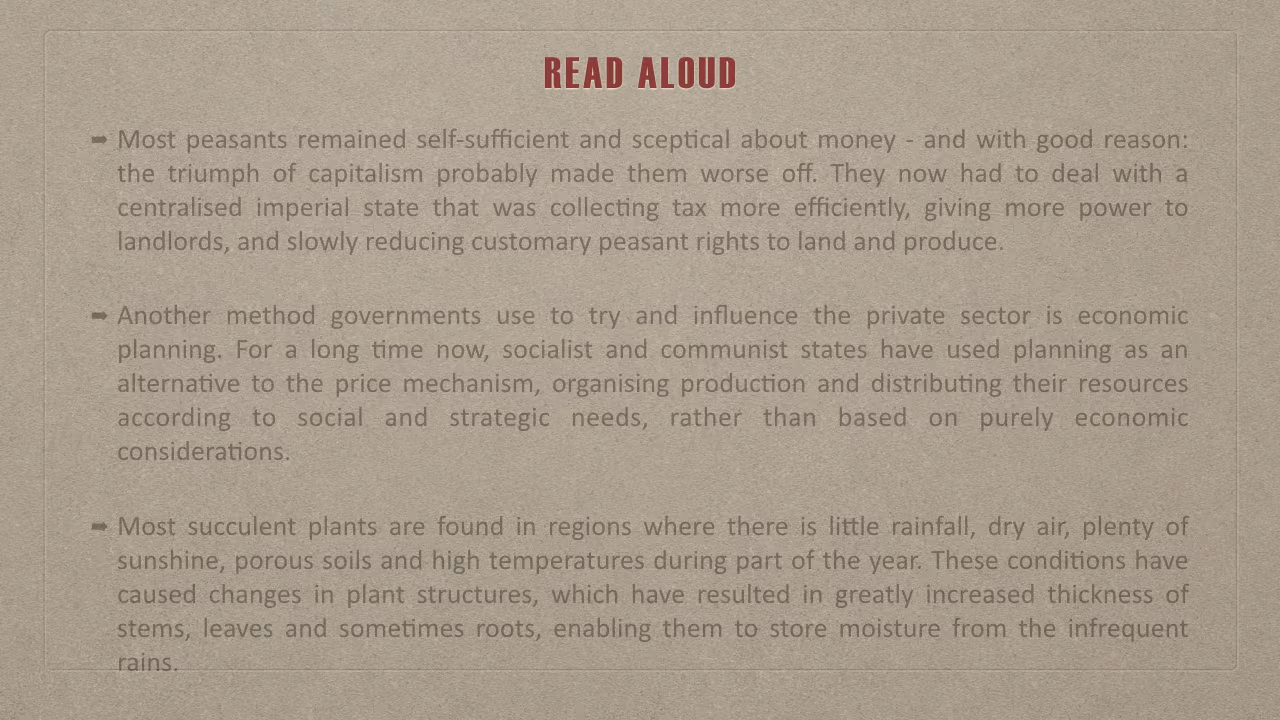 READ ALOUD
➡ Most peasants remained self-sufficient and sceptical about money - and with good reason:
the triumph of capitalism probably made them worse off. They now had to deal with a
centralised imperial state that was collecting tax more efficiently, giving more power to
landlords, and slowly reducing customary peasant rights to land and produce.
➡ Another method governments use to try and influence the private sector is economic
planning. For a long time now, socialist and communist states have used planning as an
alternative to the price mechanism, organising production and distributing their resources
according to social and strategic needs, rather than based on purely economic
considerations.
➡ Most succulent plants are found in regions where there is little rainfall, dry air, plenty of
sunshine, porous soils and high temperatures during part of the year. These conditions have
caused changes in plant structures, which have resulted in greatly increased thickness of
stems, leaves and sometimes roots, enabling them to store moisture from the infrequent
rains.